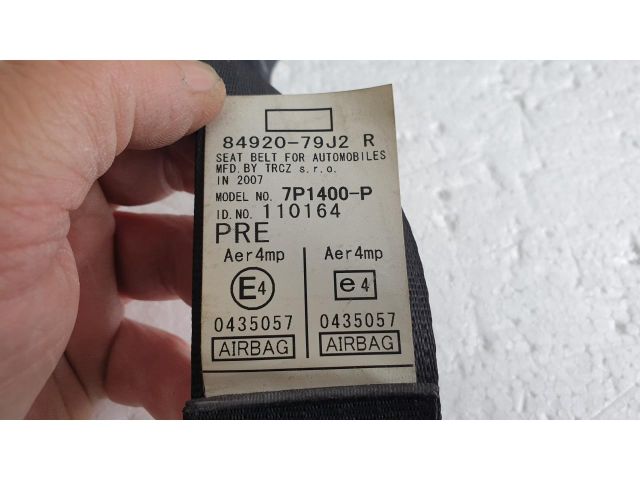 84920-79J2 R
SEAT BELT FOR AUTOMOBILES
MFD.BY TRCZ s.r.o.
IN 2007
MODEL NO. 7P1400-P
ID.NO. 110164
PRE
Aer4mp Aer4mp
E4 e4
0435057 0435057
AIRBAG AIRBAG